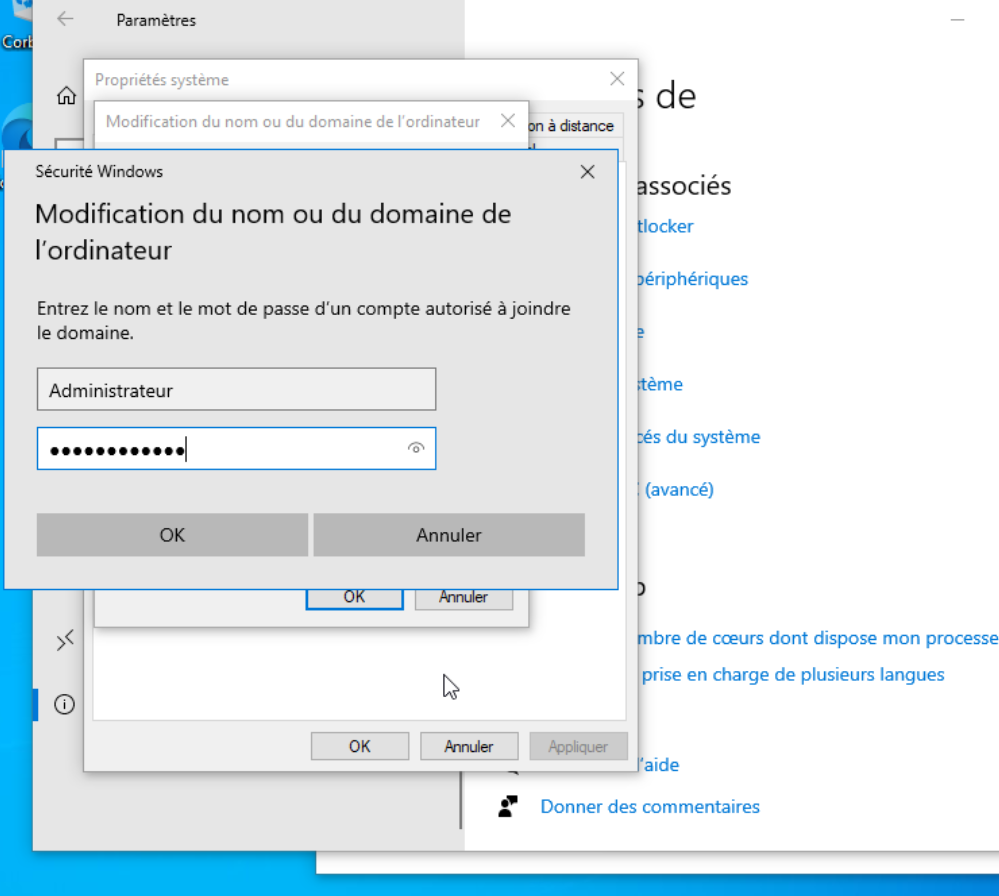 Paramètres
Propriétés système
Modification du nom ou du domaine de l'ordinateur
on à distance
s de
Sécurité Windows
Modification du nom ou du domaine de
l'ordinateur
Entrez le nom et le mot de passe d'un compte autorisé à joindre
le domaine.
Administrateur
••••••••••••
OK
Annuler
OK
Annuler
OK
Annuler
Appliquer
associés
tlocker
périphériques
e
stème
cés du système
(avancé)
mbre de cœurs dont dispose mon processe
prise en charge de plusieurs langues
l'aide
Donner des commentaires